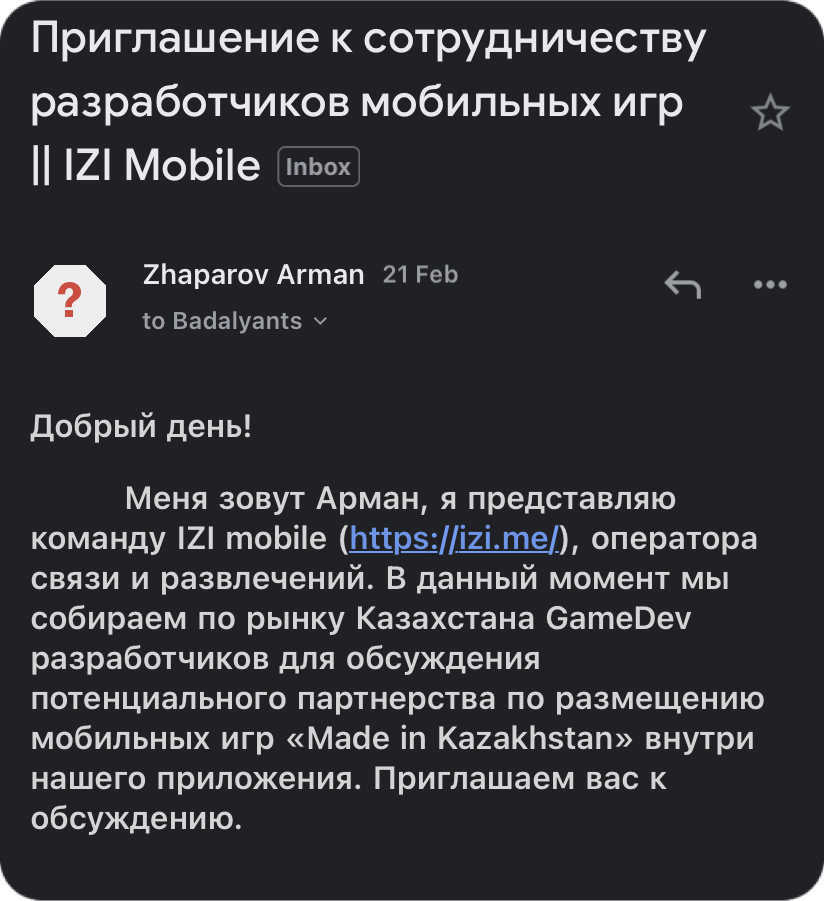 Приглашение к сотрудничеству
разработчиков мобильных игр
|| IZI Mobile Inbox
?
Zhaparov Arman 21 Feb
to Badalyants
Добрый день!
Меня зовут Арман, я представляю
команду IZI mobile (https://izi.me/), оператора
связи и развлечений. В данный момент мы
собираем по рынку Казахстана GameDev
разработчиков для обсуждения
потенциального партнерства по размещению
мобильных игр «Made in Kazakhstan» внутри
нашего приложения. Приглашаем вас к
обсуждению.